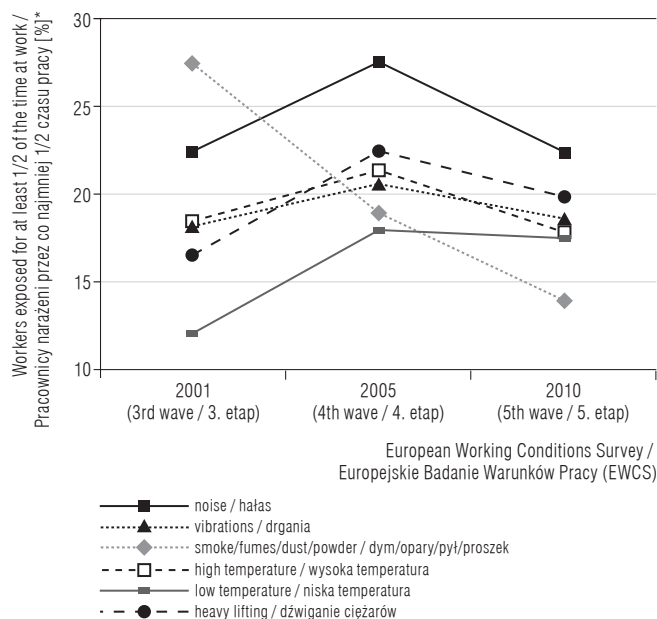 Workers exposed for at least 1/2 of the time at work /
Pracownicy narażeni przez co najmniej 1/2 czasu pracy [%]*
30
25
20
15
10
2001
(3rd wave / 3. etap)
2005
(4th wave / 4. etap)
2010
(5th wave / 5. etap)
European Working Conditions Survey /
Europejskie Badanie Warunków Pracy (EWCS)
noise / hałas
vibrations / drgania
smoke/fumes/dust/powder / dym/opary/pył/proszek
high temperature / wysoka temperatura
low temperature / niska temperatura
heavy lifting / dźwiganie ciężarów